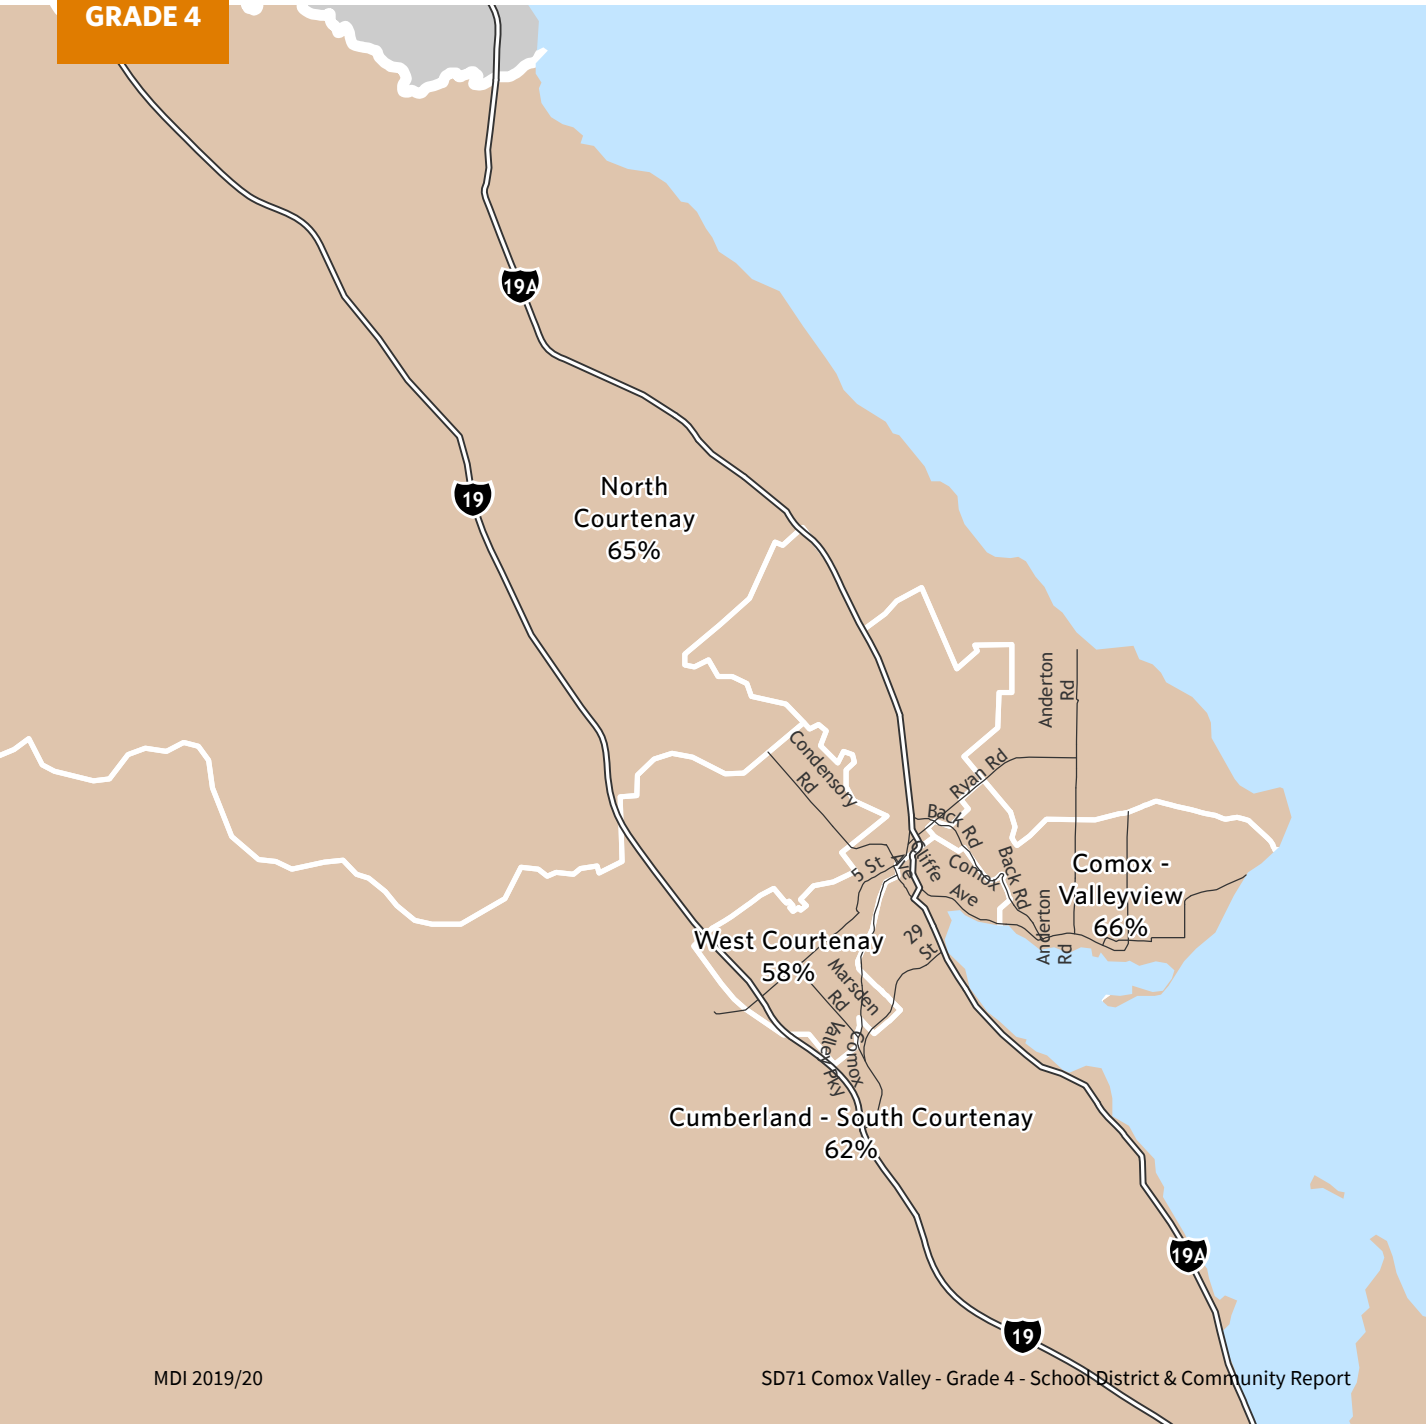 GRADE 4
19A
19
North
Courtenay
65%
Anderton
Rd
Condensory
Rd
Ryan Rd
Back Rd
Cliffe
Ave
5 St
Comox
Ave
Back Rd
Comox -
Valleyview
66%
Anderton
Rd
West Courtenay
58%
29
St
Marsden
Rd
Comox
Valley Pky
Cumberland - South Courtenay
62%
19A
19
MDI 2019/20
SD71 Comox Valley - Grade 4 - School District & Community Report